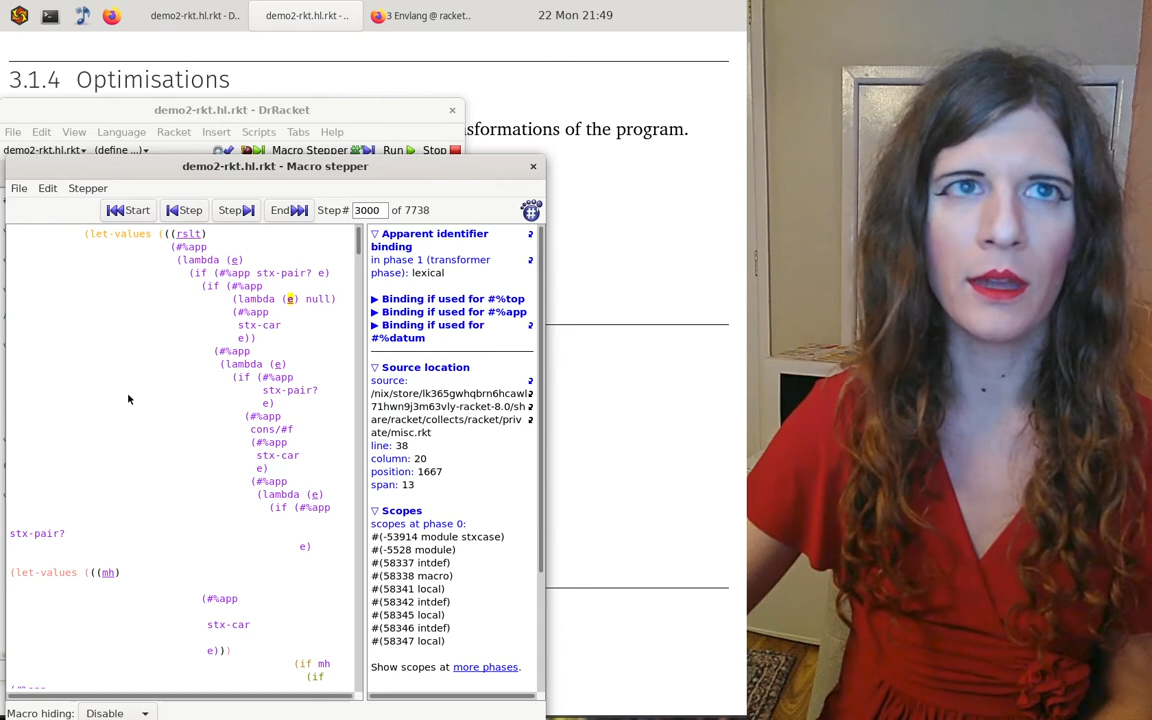 demo2-rkt.hl.rkt - D..
demo2-rkt.hl.rkt - ..
3 Envlang @ racket..
22 Mon 21:49
3.1.4 Optimisations
demo2-rkt.hl.rkt - DrRacket ×
sformations of the program.
File Edit View Language Racket Insert Scripts Tabs Help
demo2-rkt.hl.rkt▾ (define ...)▾ Macro Stepper Run Stop
demo2-rkt.hl.rkt - Macro stepper ×
File Edit Stepper
Start Step Step End Step# 3000 of 7738
(let-values (((rslt)
(#%app
(lambda (e)
(if (#%app stx-pair? e)
(if (#%app
(lambda (e) null)
(#%app
stx-car
e))
(#%app
(lambda (e)
(if (#%app
stx-pair?
e)
(#%app
cons/#f
(#%app
stx-car
e)
(#%app
(lambda (e)
(if (#%app
stx-pair?
e)
(let-values (((mh)
(#%app
stx-car
e)))
(if mh
(if
(#%app
▽ Apparent identifier
binding
in phase 1 (transformer
phase): lexical
▶ Binding if used for #%top
▶ Binding if used for #%app
▶ Binding if used for
#%datum
▽ Source location
source:
/nix/store/lk365gwhqbrn6hcawl
71hwn9j3m63vly-racket-8.0/sh
are/racket/collects/racket/priv
ate/misc.rkt
line: 38
column: 20
position: 1667
span: 13
▽ Scopes
scopes at phase 0:
#(-53914 module stxcase)
#(-5528 module)
#(58337 intdef)
#(58338 macro)
#(58341 local)
#(58342 intdef)
#(58345 local)
#(58346 intdef)
#(58347 local)
Show scopes at more phases.
Macro hiding: Disable